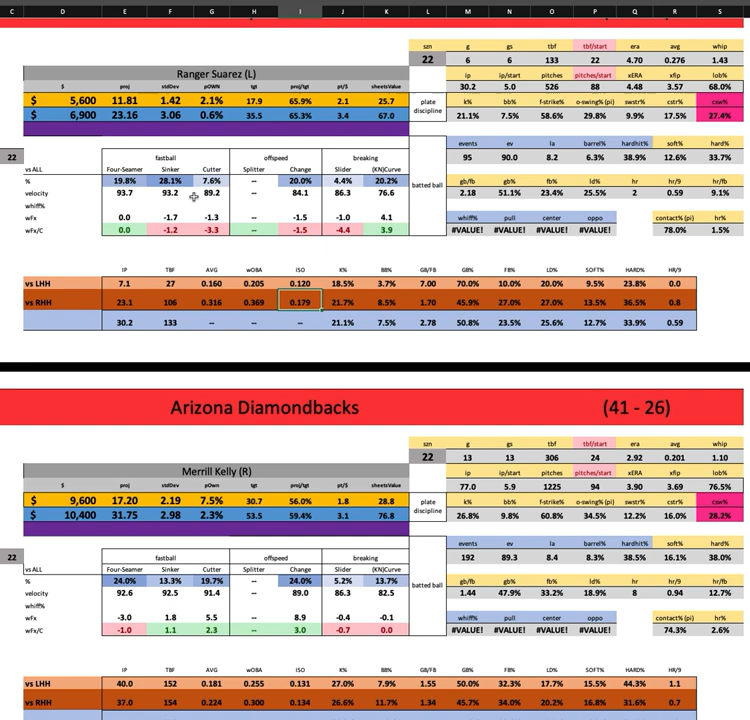 C D E F G H I J K L M N O P Q R S
szn g gs tbf tbf/start era avg whip
22 6 6 133 22 4.70 0.276 1.43
Ranger Suarez (L) ip ip/start pitches pitches/start xERA xfip lob%
$ proj stdDev pOWN tgt proj/tgt pt/$ sheetsValue 30.2 5.0 526 88 4.48 3.57 68.0%
$ 5,600 11.81 1.42 2.1% 17.9 65.9% 2.1 25.7 plate discipline k% bb% f-strike% o-swing% (pi) swstr% cstr% csw%
$ 6,900 23.16 3.06 0.6% 35.5 65.3% 3.4 67.0 21.1% 7.5% 58.6% 29.8% 9.9% 17.5% 27.4%
events ev la barrel% hardhit% soft% hard%
22 fastball offspeed breaking 95 90.0 8.2 6.3% 38.9% 12.6% 33.7%
vs ALL Four-Seamer Sinker Cutter Splitter Change Slider (KN)Curve batted ball
% 19.8% 28.1% 7.6% -- 20.0% 4.4% 20.2% gb/fb gb% fb% ld% hr hr/9 hr/fb
velocity 93.7 93.2 89.2 -- 84.1 86.3 76.6 2.18 51.1% 23.4% 25.5% 2 0.59 9.1%
whiff%
wFx 0.0 -1.7 -1.3 -1.5 -1.0 4.1 whiff% pull center oppo contact% (pi) hr%
wFx/C 0.0 -1.2 -3.3 -- -1.5 -4.4 3.9 #VALUE! #VALUE! #VALUE! #VALUE! 78.0% 1.5%
IP TBF AVG wOBA ISO K% BB% GB/FB GB% FB% LD% SOFT% HARD% HR/9
vs LHH 7.1 27 0.160 0.205 0.120 18.5% 3.7% 7.00 70.0% 10.0% 20.0% 9.5% 23.8% 0.0
vs RHH 23.1 106 0.316 0.369 0.179 21.7% 8.5% 1.70 45.9% 27.0% 27.0% 13.5% 36.5% 0.8
30.2 133 -- -- 21.1% 7.5% 2.78 50.8% 23.5% 25.6% 12.7% 33.9% 0.59
Arizona Diamondbacks (41 - 26)
szn g gs tbf tbf/start era avg whip
22 13 13 306 24 2.92 0.201 1.10
Merrill Kelly (R) ip ip/start pitches pitches/start xERA xfip lob%
$ proj stdDev pOwn tgt proj/tgt pt/$ sheetsValue 77.0 5.9 1225 94 3.90 3.69 76.5%
$ 9,600 17.20 2.19 7.5% 30.7 56.0% 1.8 28.8 plate discipline k% bb% f-strike% o-swing% (pi) swstr% cstr% csw%
$ 10,400 31.75 2.98 2.3% 53.5 59.4% 3.1 76.8 26.8% 9.8% 60.8% 34.5% 12.2% 16.0% 28.2%
events ev la barrel% hardhit% soft% hard%
22 fastball offspeed breaking 192 89.3 8.4 8.3% 38.5% 16.1% 38.0%
vs ALL Four-Seamer Sinker Cutter Splitter Change Slider (KN)Curve batted ball
% 24.0% 13.3% 19.7% -- 24.0% 5.2% 13.7% gb/fb gb% fb% ld% hr hr/9 hr/fb
velocity 92.6 92.5 91.4 -- 89.0 86.3 82.5 1.44 47.9% 33.2% 18.9% 8 0.94 12.7%
whiff%
wFx -3.0 1.8 5.5 8.9 -0.4 -0.1 whiff% pull center oppo contact% (pi) hr%
wFx/C -1.0 1.1 2.3 -- 3.0 -0.7 0.0 #VALUE! #VALUE! #VALUE! #VALUE! 74.3% 2.6%
IP TBF AVG wOBA ISO K% BB% GB/FB GB% FB% LD% SOFT% HARD% HR/9
vs LHH 40.0 152 0.181 0.255 0.131 27.0% 7.9% 1.55 50.0% 32.3% 17.7% 15.5% 44.3% 1.1
vs RHH 37.0 154 0.224 0.300 0.134 26.6% 11.7% 1.34 45.7% 34.0% 20.2% 16.8% 31.6% 0.7